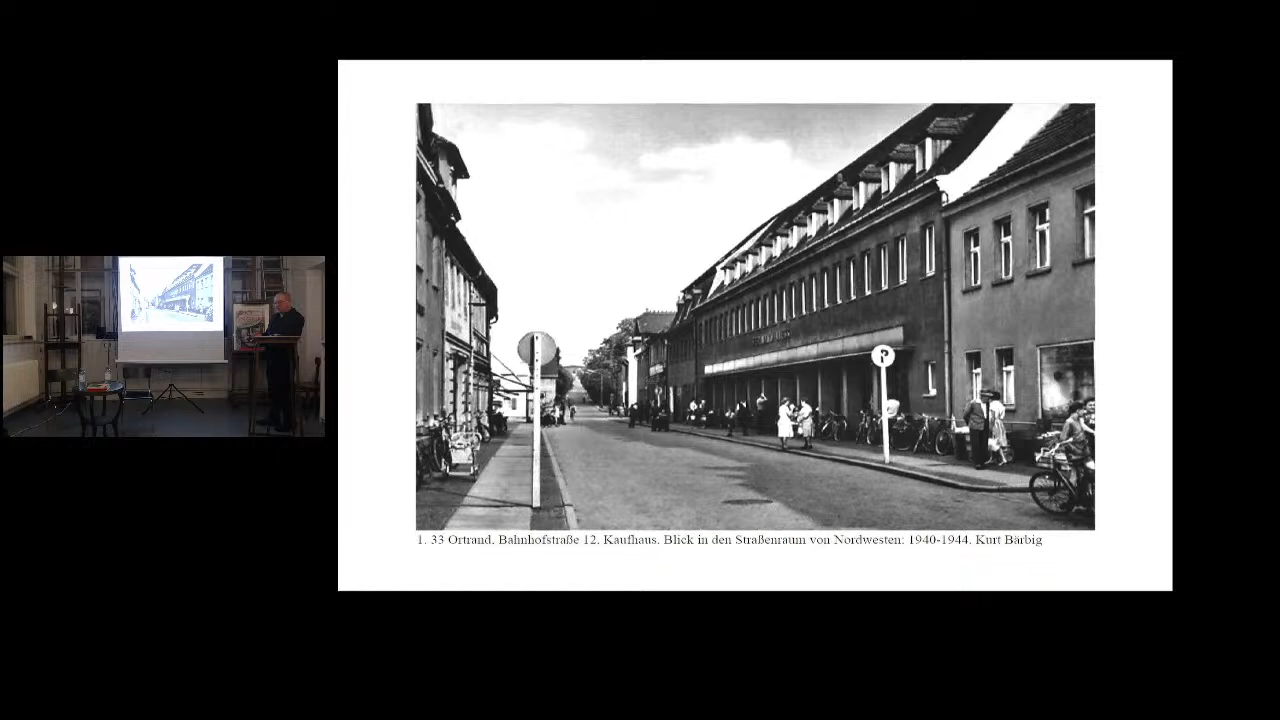 1. 33 Ortrand. Bahnhofstraße 12. Kaufhaus. Blick in den Straßenraum von Nordwesten: 1940-1944. Kurt Bärbig
P